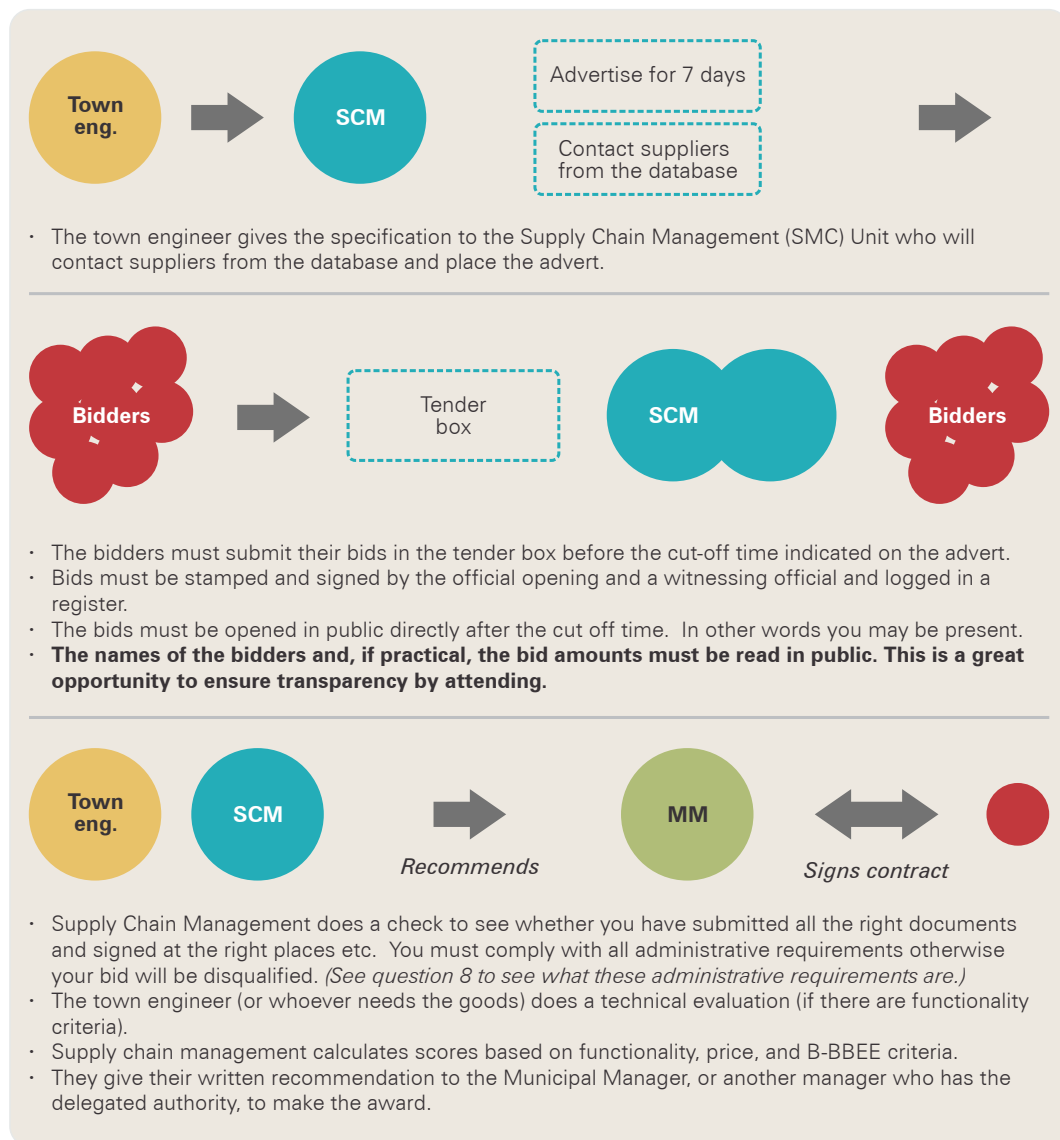 Town
eng.
SCM
Advertise for 7 days
Contact suppliers
from the database
· The town engineer gives the specification to the Supply Chain Management (SMC) Unit who will
contact suppliers from the database and place the advert.
Bidders
Tender
box
SCM
Bidders
· The bidders must submit their bids in the tender box before the cut-off time indicated on the advert.
· Bids must be stamped and signed by the official opening and a witnessing official and logged in a
register.
· The bids must be opened in public directly after the cut off time.  In other words you may be present.
· The names of the bidders and, if practical, the bid amounts must be read in public. This is a great
opportunity to ensure transparency by attending.
Town
eng.
SCM
Recommends
MM
Signs contract
· Supply Chain Management does a check to see whether you have submitted all the right documents
and signed at the right places etc.  You must comply with all administrative requirements otherwise
your bid will be disqualified. (See question 8 to see what these administrative requirements are.)
· The town engineer (or whoever needs the goods) does a technical evaluation (if there are functionality
criteria).
· Supply chain management calculates scores based on functionality, price, and B-BBEE criteria.
· They give their written recommendation to the Municipal Manager, or another manager who has the
delegated authority, to make the award.